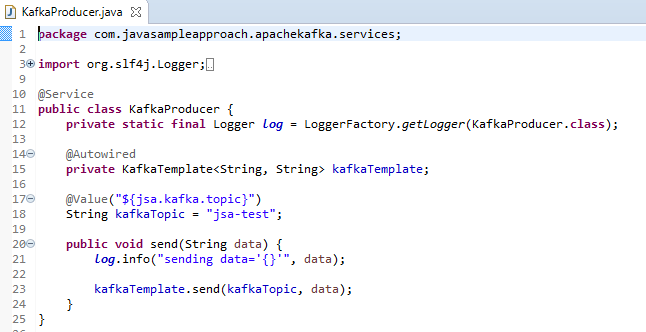 KafkaProducer.java
1 package com.javasampleapproach.apachekafka.services;
2
3 import org.slf4j.Logger;
9
10 @Service
11 public class KafkaProducer {
12 private static final Logger log = LoggerFactory.getLogger(KafkaProducer.class);
13
14 @Autowired
15 private KafkaTemplate<String, String> kafkaTemplate;
16
17 @Value("${jsa.kafka.topic}")
18 String kafkaTopic = "jsa-test";
19
20 public void send(String data) {
21 log.info("sending data='{}'", data);
22
23 kafkaTemplate.send(kafkaTopic, data);
24 }
25 }
26